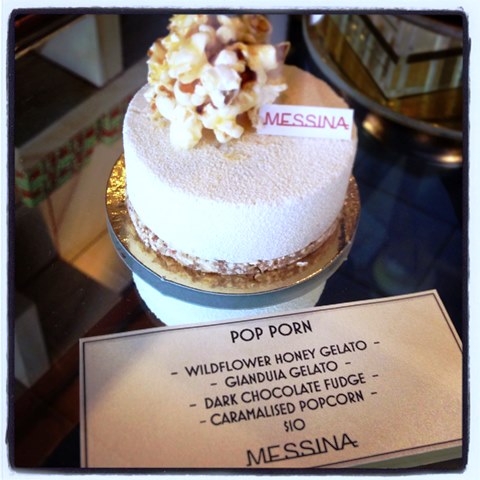 MESSINA
POP PORN
- WILDFLOWER HONEY GELATO -
- GIANDUIA GELATO -
- DARK CHOCOLATE FUDGE -
- CARAMALISED POPCORN -
$10
MESSINA